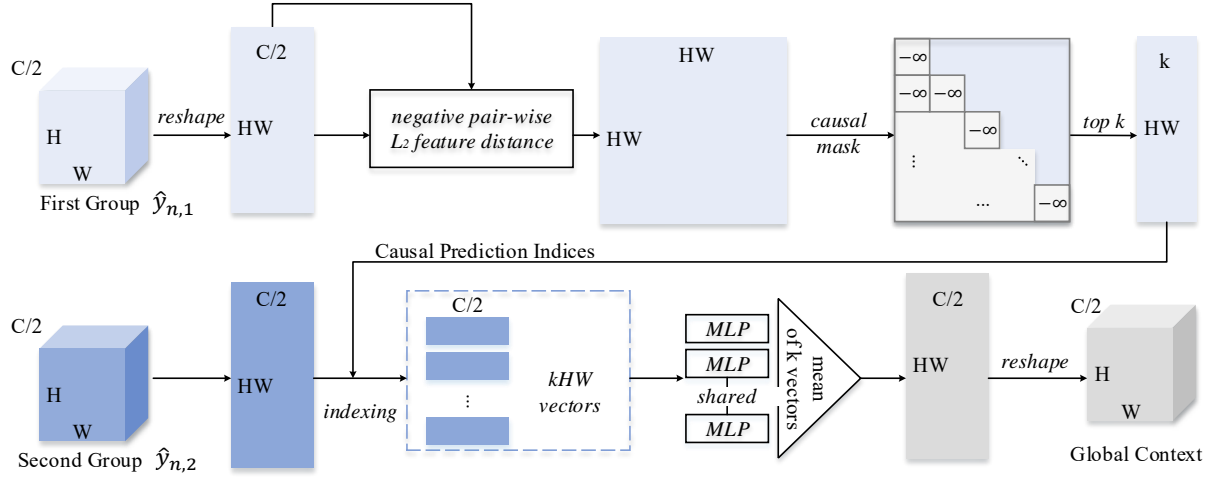 C/2
H
W
First Group ŷn,1
reshape
C/2
HW
negative pair-wise
L2 feature distance
HW
HW
causal
mask
−∞
−∞ −∞
−∞
⋮ ⋱
... −∞
top k
k
HW
Causal Prediction Indices
C/2
H
W
Second Group ŷn,2
C/2
HW
indexing
C/2
⋮
kHW
vectors
MLP
MLP
shared
MLP
mean
of k vectors
C/2
HW
reshape
C/2
H
W
Global Context